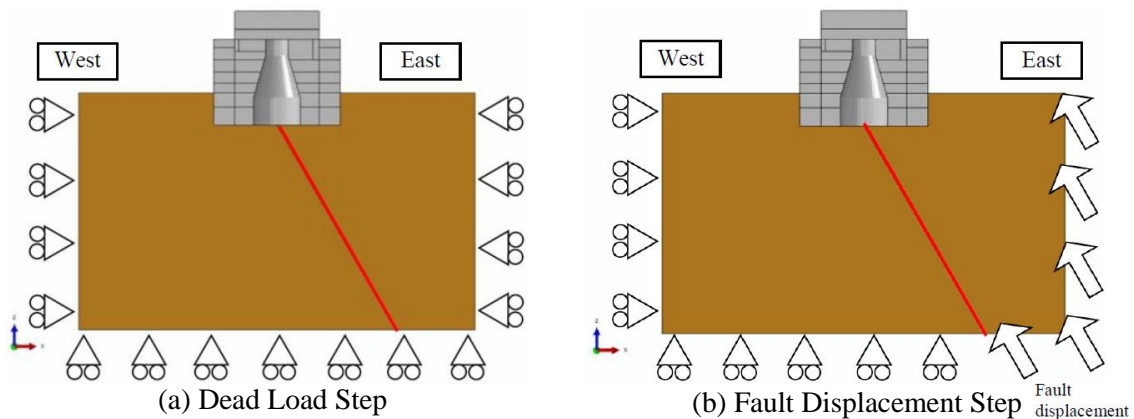 West
East
West
East
(a) Dead Load Step
(b) Fault Displacement Step
Fault
displacement